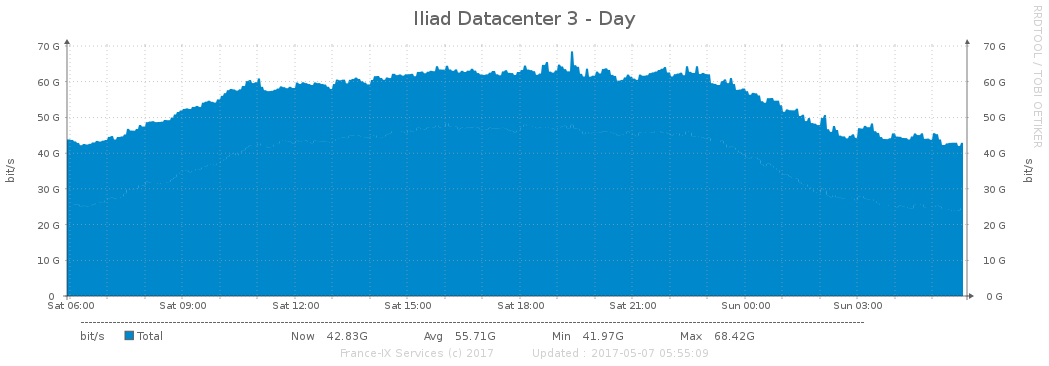 Iliad Datacenter 3 - Day
RRDTOOL / TOBI OETIKER
70 G 70 G
60 G 60 G
50 G 50 G
40 G 40 G
30 G 30 G
20 G 20 G
10 G 10 G
0 0 G
bit/s bit/s
Sat 06:00 Sat 09:00 Sat 12:00 Sat 15:00 Sat 18:00 Sat 21:00 Sun 00:00 Sun 03:00
bit/s Total Now 42.83G Avg 55.71G Min 41.97G Max 68.42G
France-IX Services (c) 2017 Updated : 2017-05-07 05:55:09